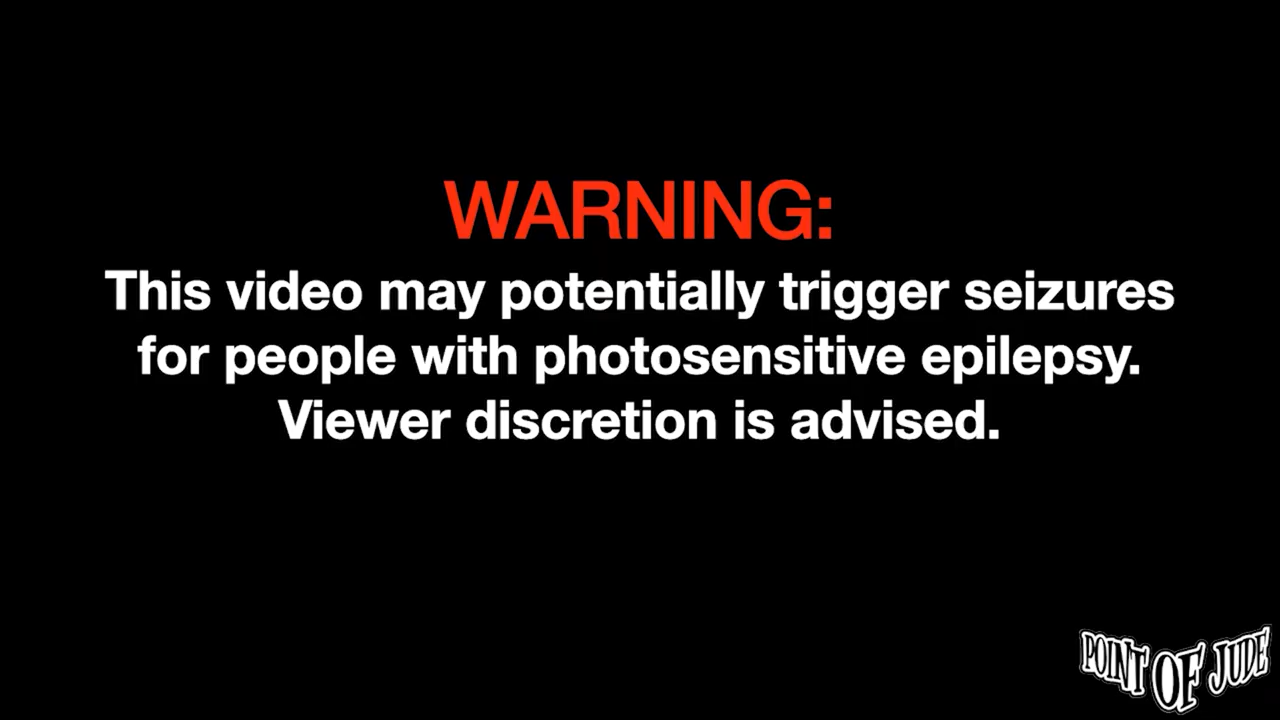 WARNING:
This video may potentially trigger seizures
for people with photosensitive epilepsy.
Viewer discretion is advised.
POINT OF JUDE